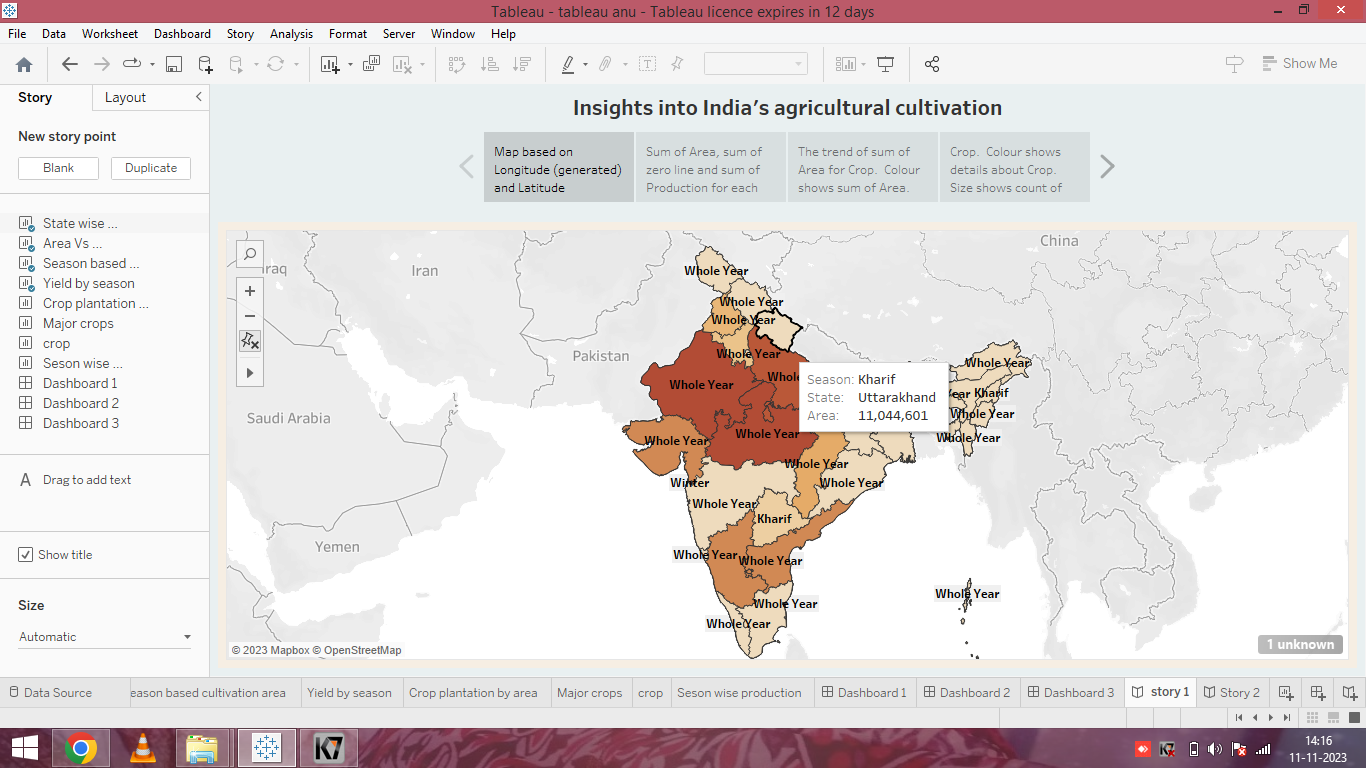 Tableau - tableau anu - Tableau licence expires in 12 days
File Data Worksheet Dashboard Story Analysis Format Server Window Help
Show Me
Story Layout
New story point
Blank Duplicate
State wise ...
Area Vs ...
Season based ...
Yield by season
Crop plantation ...
Major crops
crop
Seson wise ...
Dashboard 1
Dashboard 2
Dashboard 3
A Drag to add text
Show title
Size
Automatic
Insights into India's agricultural cultivation
Map based on
Longitude (generated)
and Latitude
Sum of Area, sum of
zero line and sum of
Production for each
The trend of sum of
Area for Crop. Colour
shows sum of Area.
Crop. Colour shows
details about Crop.
Size shows count of
China
Iran
raq
Whole Year
Whole Year
Whole Year
Pakistan
Whole Year
Whole Year
Whole
Whole Year
Season: Kharif
State: Uttarakhand
Area: 11,044,601
ear
Kharif
Saudi Arabia
Whole Year
Whole Year
Whole Year
Whole Year
Whole Year
Winter
Whole Year
Whole Year
Kharif
Yemen
Whole Year
Whole Year
Whole Year
Whole Year
Whole Year
© 2023 Mapbox © OpenStreetMap
1 unknown
Data Source eason based cultivation area Yield by season Crop plantation by area Major crops crop Seson wise production Dashboard 1 Dashboard 2 Dashboard 3 story 1 Story 2
K7
14:16
11-11-2023